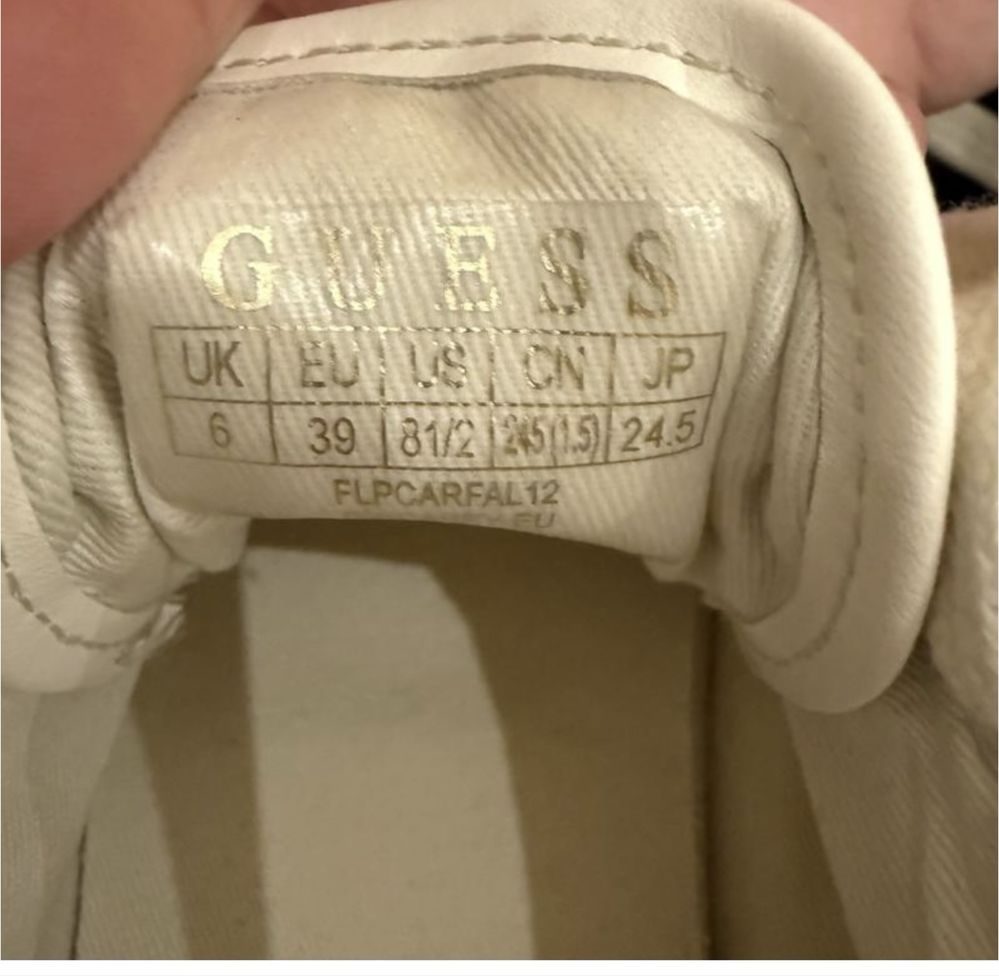 GUESS
UK EU US CN JP
6 39 81/2 245(1.5) 24.5
FLPCARFAL12